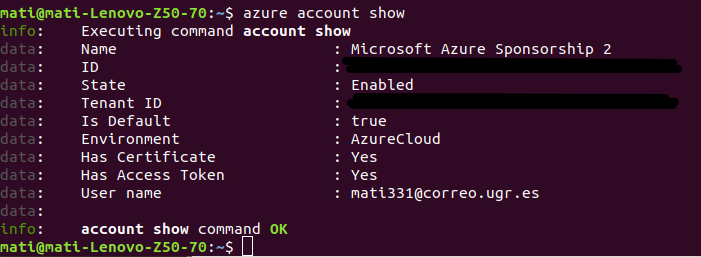 mati@mati-Lenovo-Z50-70:~$ azure account show
info:    Executing command account show
data:    Name                        : Microsoft Azure Sponsorship 2
data:    ID                          :
data:    State                       : Enabled
data:    Tenant ID                   :
data:    Is Default                  : true
data:    Environment                 : AzureCloud
data:    Has Certificate             : Yes
data:    Has Access Token            : Yes
data:    User name                   : mati331@correo.ugr.es
data:
info:    account show command OK
mati@mati-Lenovo-Z50-70:~$